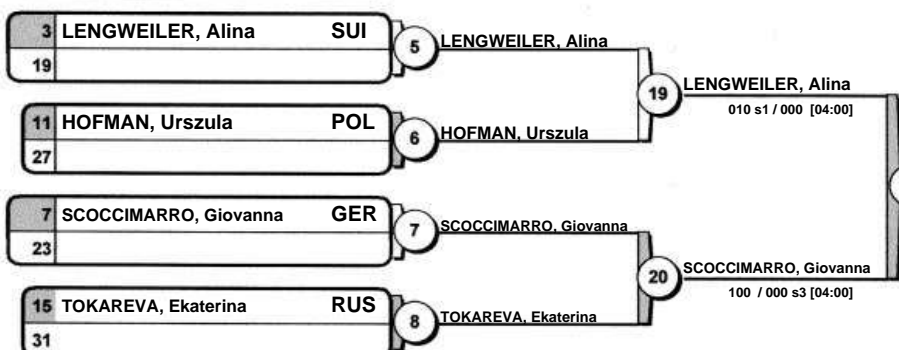 3 LENGWEILER, Alina SUI
19
5 LENGWEILER, Alina
11 HOFMAN, Urszula POL
27
6 HOFMAN, Urszula
19 LENGWEILER, Alina
010 s1 / 000 [04:00]
7 SCOCCIMARRO, Giovanna GER
23
7 SCOCCIMARRO, Giovanna
15 TOKAREVA, Ekaterina RUS
31
8 TOKAREVA, Ekaterina
20 SCOCCIMARRO, Giovanna
100 / 000 s3 [04:00]